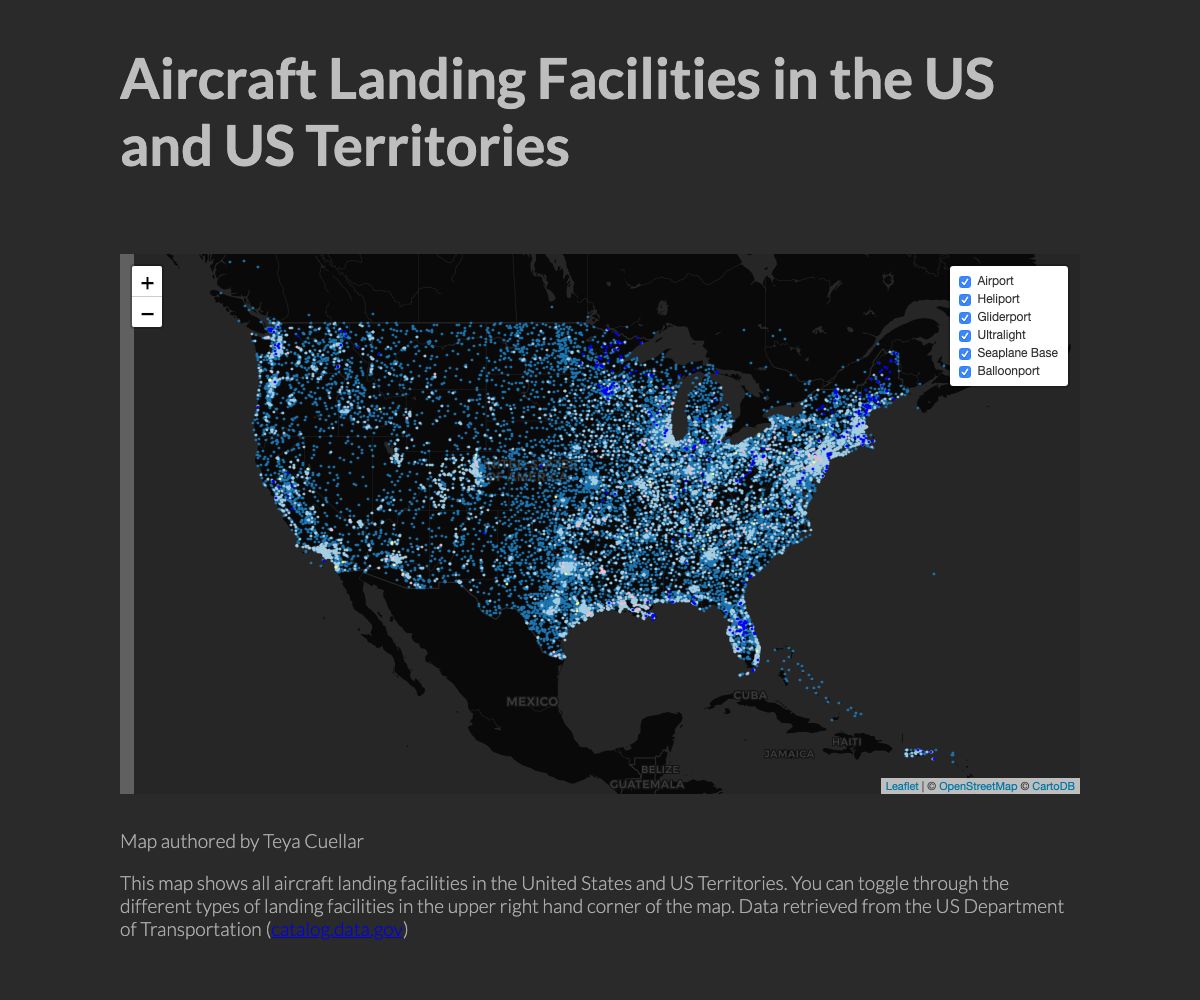 Aircraft Landing Facilities in the US
and US Territories
+
−
Airport
Heliport
Gliderport
Ultralight
Seaplane Base
Balloonport
MEXICO
CUBA
HAITI
JAMAICA
BELIZE
GUATEMALA
Leaflet | © OpenStreetMap © CartoDB
Map authored by Teya Cuellar
This map shows all aircraft landing facilities in the United States and US Territories. You can toggle through the
different types of landing facilities in the upper right hand corner of the map. Data retrieved from the US Department
of Transportation (catalog.data.gov)